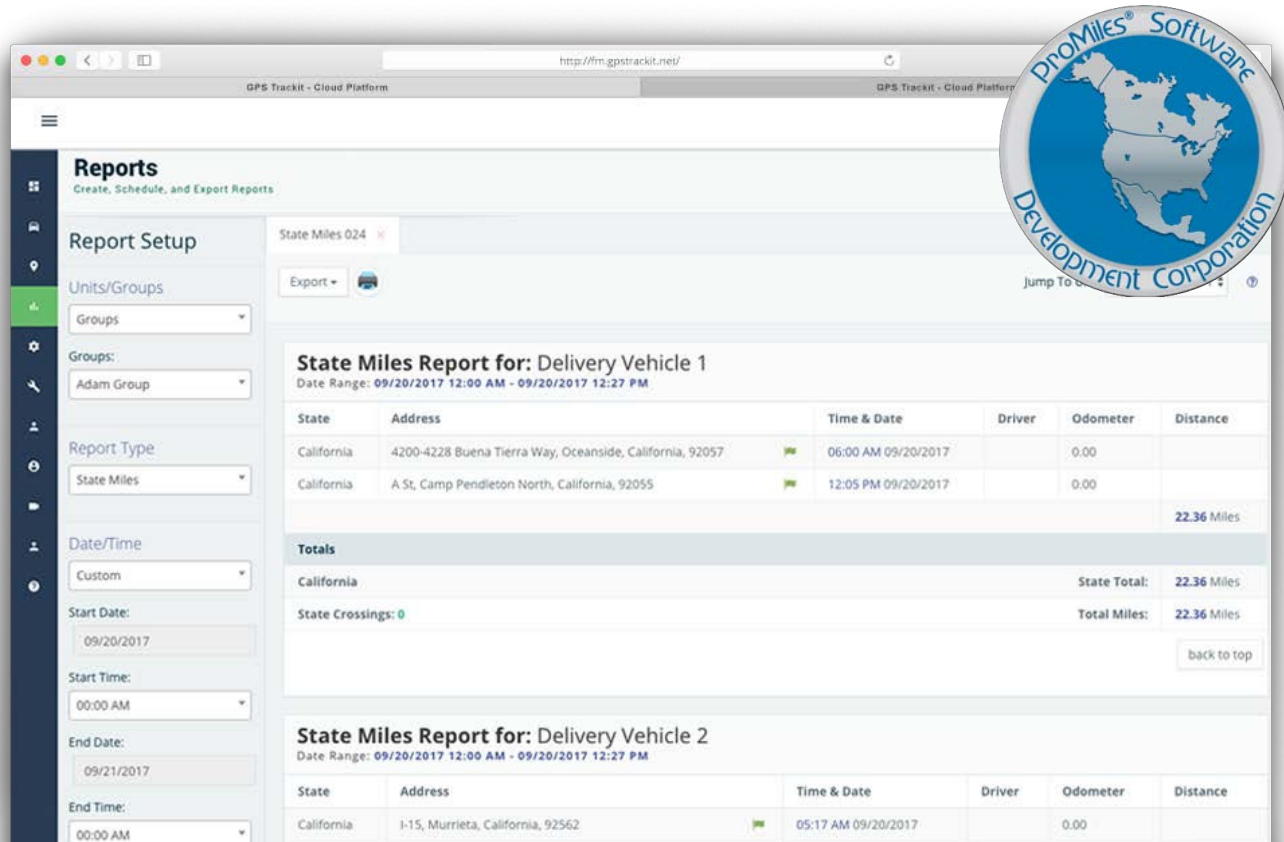 ProMiles® Software
Development Corporation
http://fm.gpstrackit.net/
GPS Trackit - Cloud Platform
GPS Trackit - Cloud Platform
Reports
Create, Schedule, and Export Reports
Report Setup
Units/Groups
Groups
Groups:
Adam Group
Report Type
State Miles
Date/Time
Custom
Start Date:
09/20/2017
Start Time:
00:00 AM
End Date:
09/21/2017
End Time:
00:00 AM
State Miles 024 ×
Export
Jump To
State Miles Report for: Delivery Vehicle 1
Date Range: 09/20/2017 12:00 AM - 09/20/2017 12:27 PM
State Address Time & Date Driver Odometer Distance
California 4200-4228 Buena Tierra Way, Oceanside, California, 92057 06:00 AM 09/20/2017 0.00
California A St, Camp Pendleton North, California, 92055 12:05 PM 09/20/2017 0.00
22.36 Miles
Totals
California State Total: 22.36 Miles
State Crossings: 0 Total Miles: 22.36 Miles
back to top
State Miles Report for: Delivery Vehicle 2
Date Range: 09/20/2017 12:00 AM - 09/20/2017 12:27 PM
State Address Time & Date Driver Odometer Distance
California I-15, Murrieta, California, 92562 05:17 AM 09/20/2017 0.00